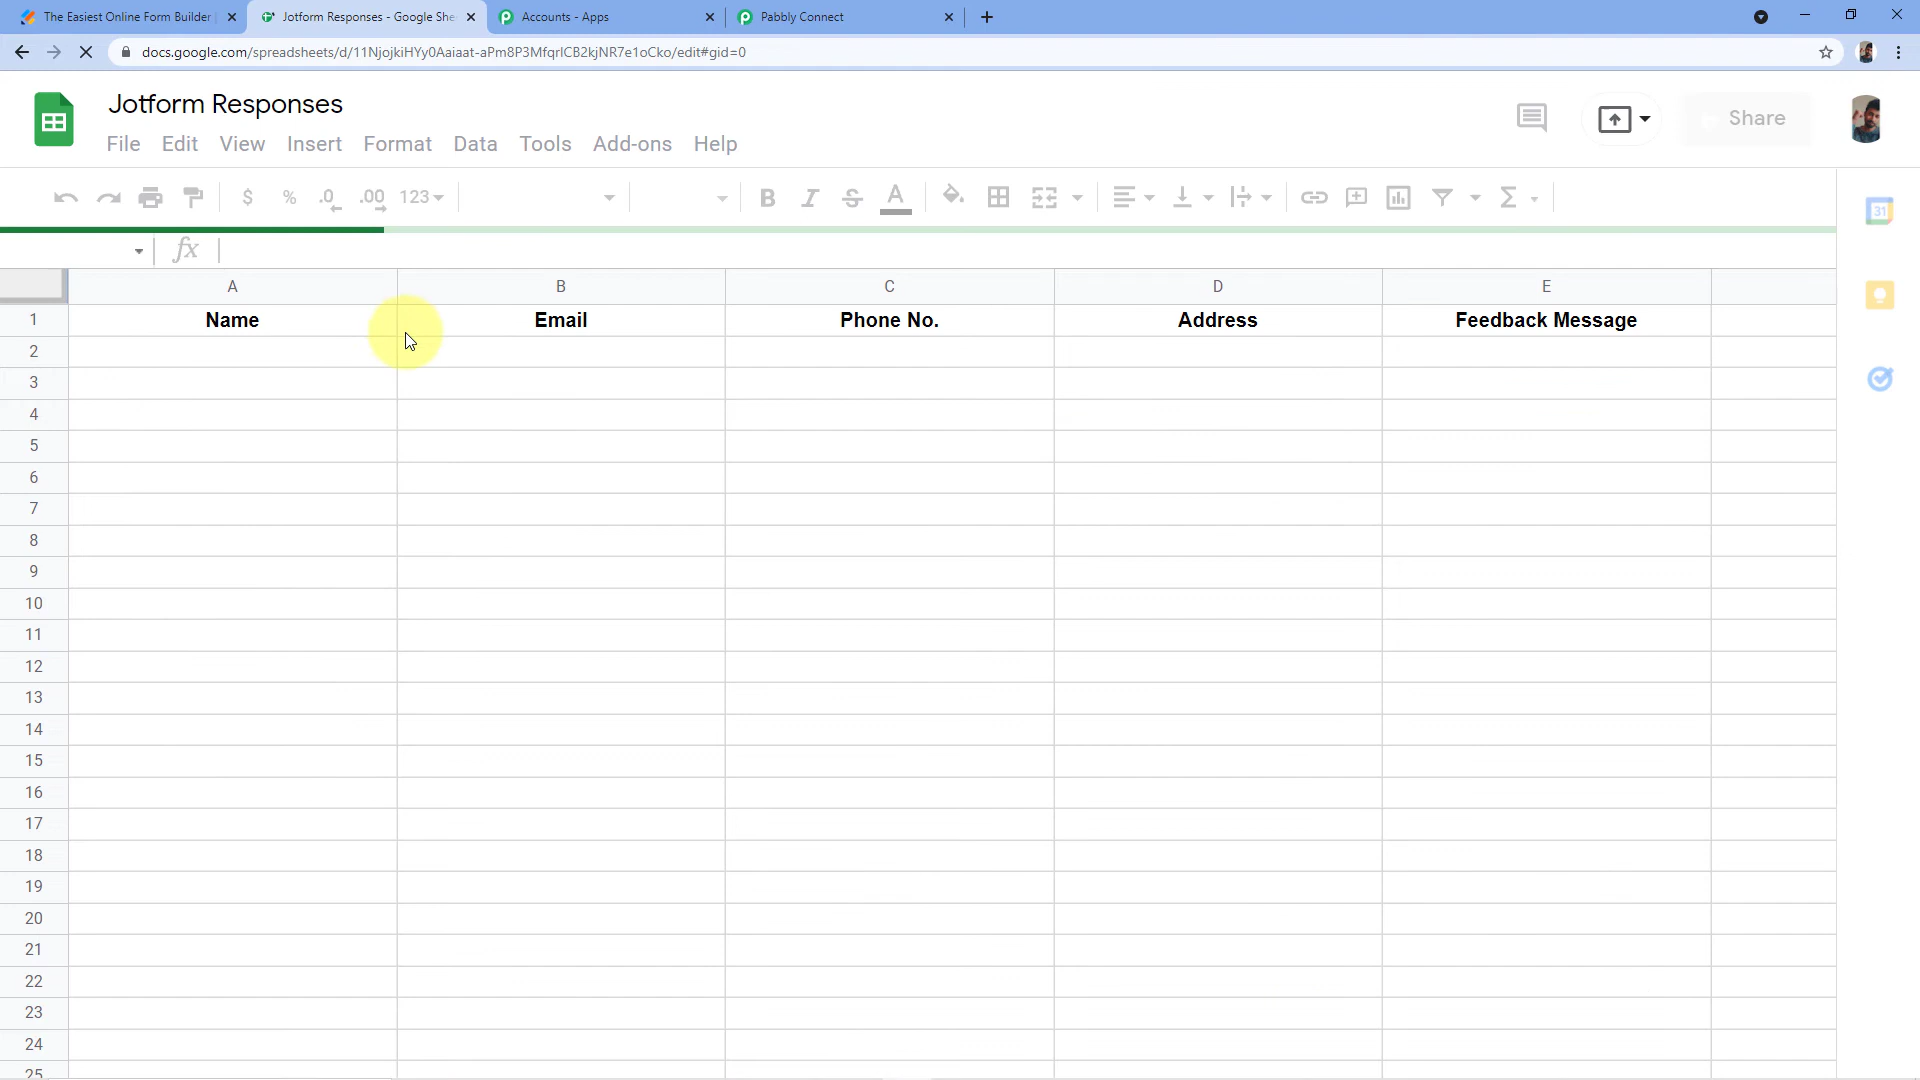 The Easiest Online Form Builder
Jotform Responses - Google She
Accounts - Apps
Pabbly Connect
docs.google.com/spreadsheets/d/11NjojkiHYy0Aaiaat-aPm8P3MfqrlCB2kjNR7e1oCko/edit#gid=0
Jotform Responses
File Edit View Insert Format Data Tools Add-ons Help
Share
$ % .0 .00 123
B I S A Σ
31
fx
A B C D E
1 Name Email Phone No. Address Feedback Message
2
3
4
5
6
7
8
9
10
11
12
13
14
15
16
17
18
19
20
21
22
23
24
25